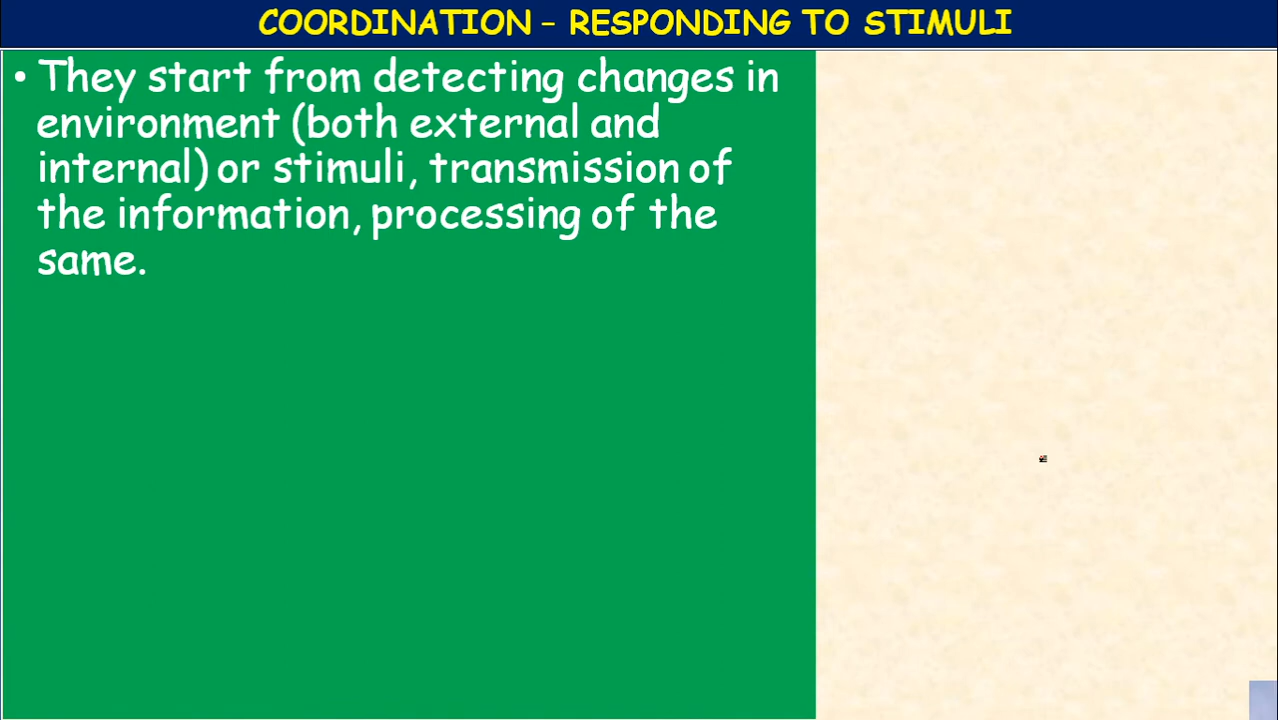 COORDINATION – RESPONDING TO STIMULI
• They start from detecting changes in
environment (both external and
internal) or stimuli, transmission of
the information, processing of the
same.